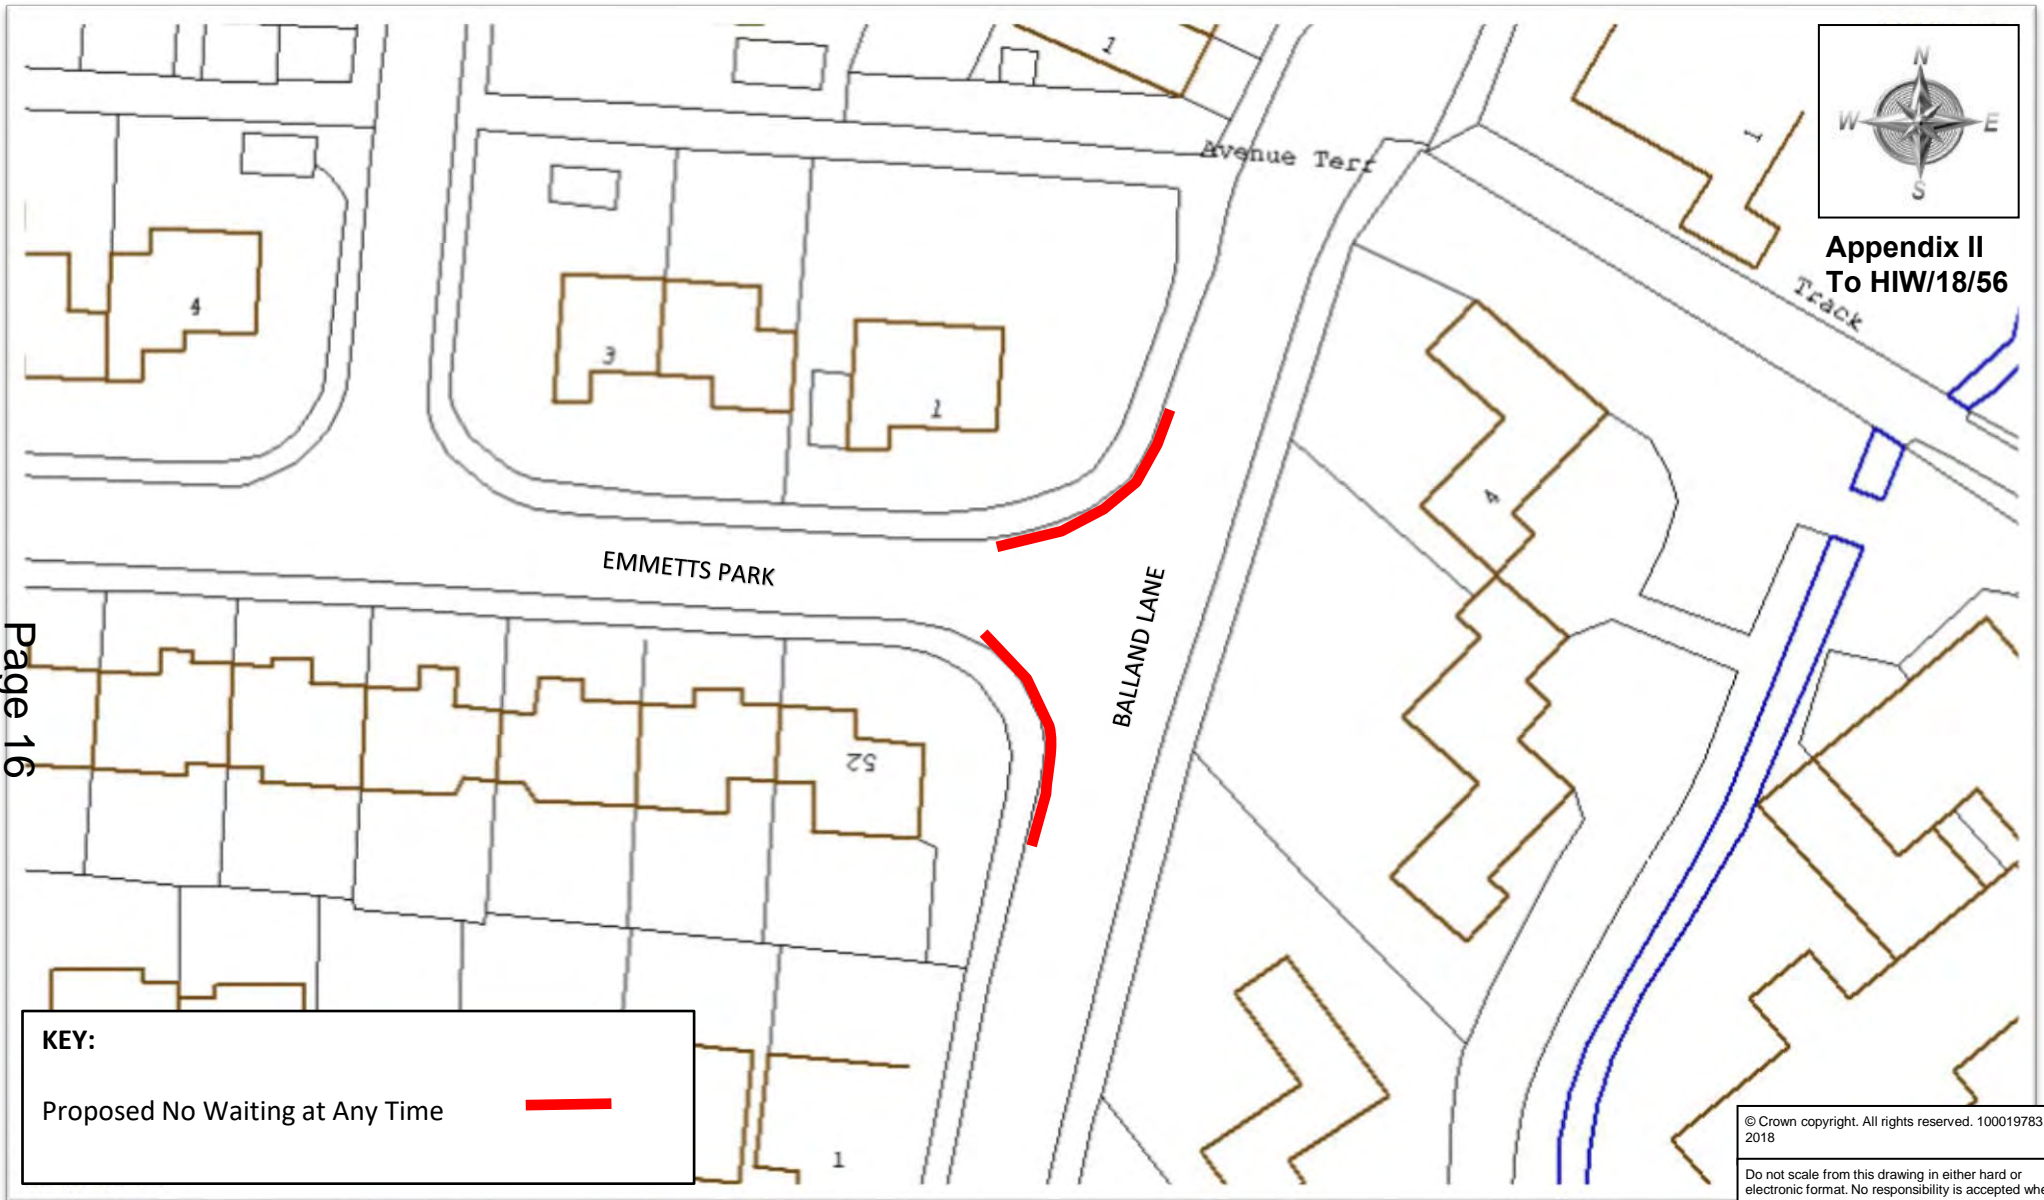 N
W
E
S
Appendix II
To HIW/18/56
1
1
Avenue Terr
Track
4
3
1
4
EMMETTS PARK
BALLAND LANE
52
Page 16
KEY:
Proposed No Waiting at Any Time
1
© Crown copyright. All rights reserved. 100019783
2018
Do not scale from this drawing in either hard or
electronic format. No responsibility is accepted whe